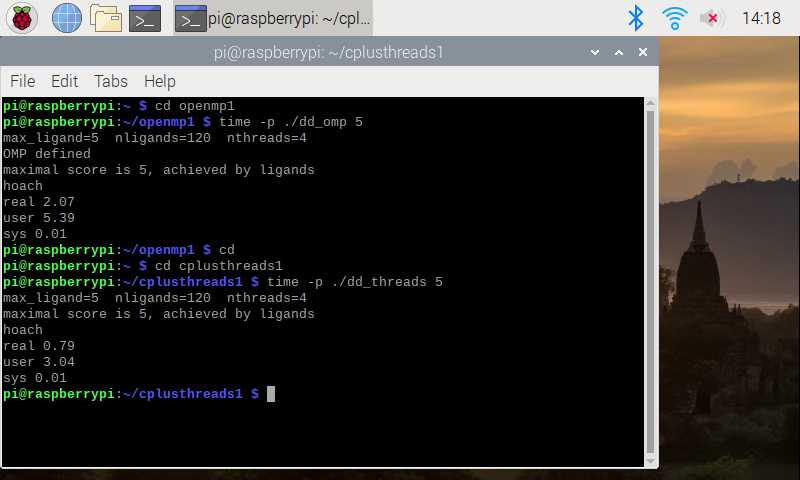 pi@raspberrypi: ~/cpl...
14:18
pi@raspberrypi: ~/cplusthreads1
File Edit Tabs Help
pi@raspberrypi:~ $ cd openmp1
pi@raspberrypi:~/openmp1 $ time -p ./dd_omp 5
max_ligand=5  nligands=120  nthreads=4
OMP defined
maximal score is 5, achieved by ligands
hoach
real 2.07
user 5.39
sys 0.01
pi@raspberrypi:~/openmp1 $ cd
pi@raspberrypi:~ $ cd cplusthreads1
pi@raspberrypi:~/cplusthreads1 $ time -p ./dd_threads 5
max_ligand=5  nligands=120  nthreads=4
maximal score is 5, achieved by ligands
hoach
real 0.79
user 3.04
sys 0.01
pi@raspberrypi:~/cplusthreads1 $